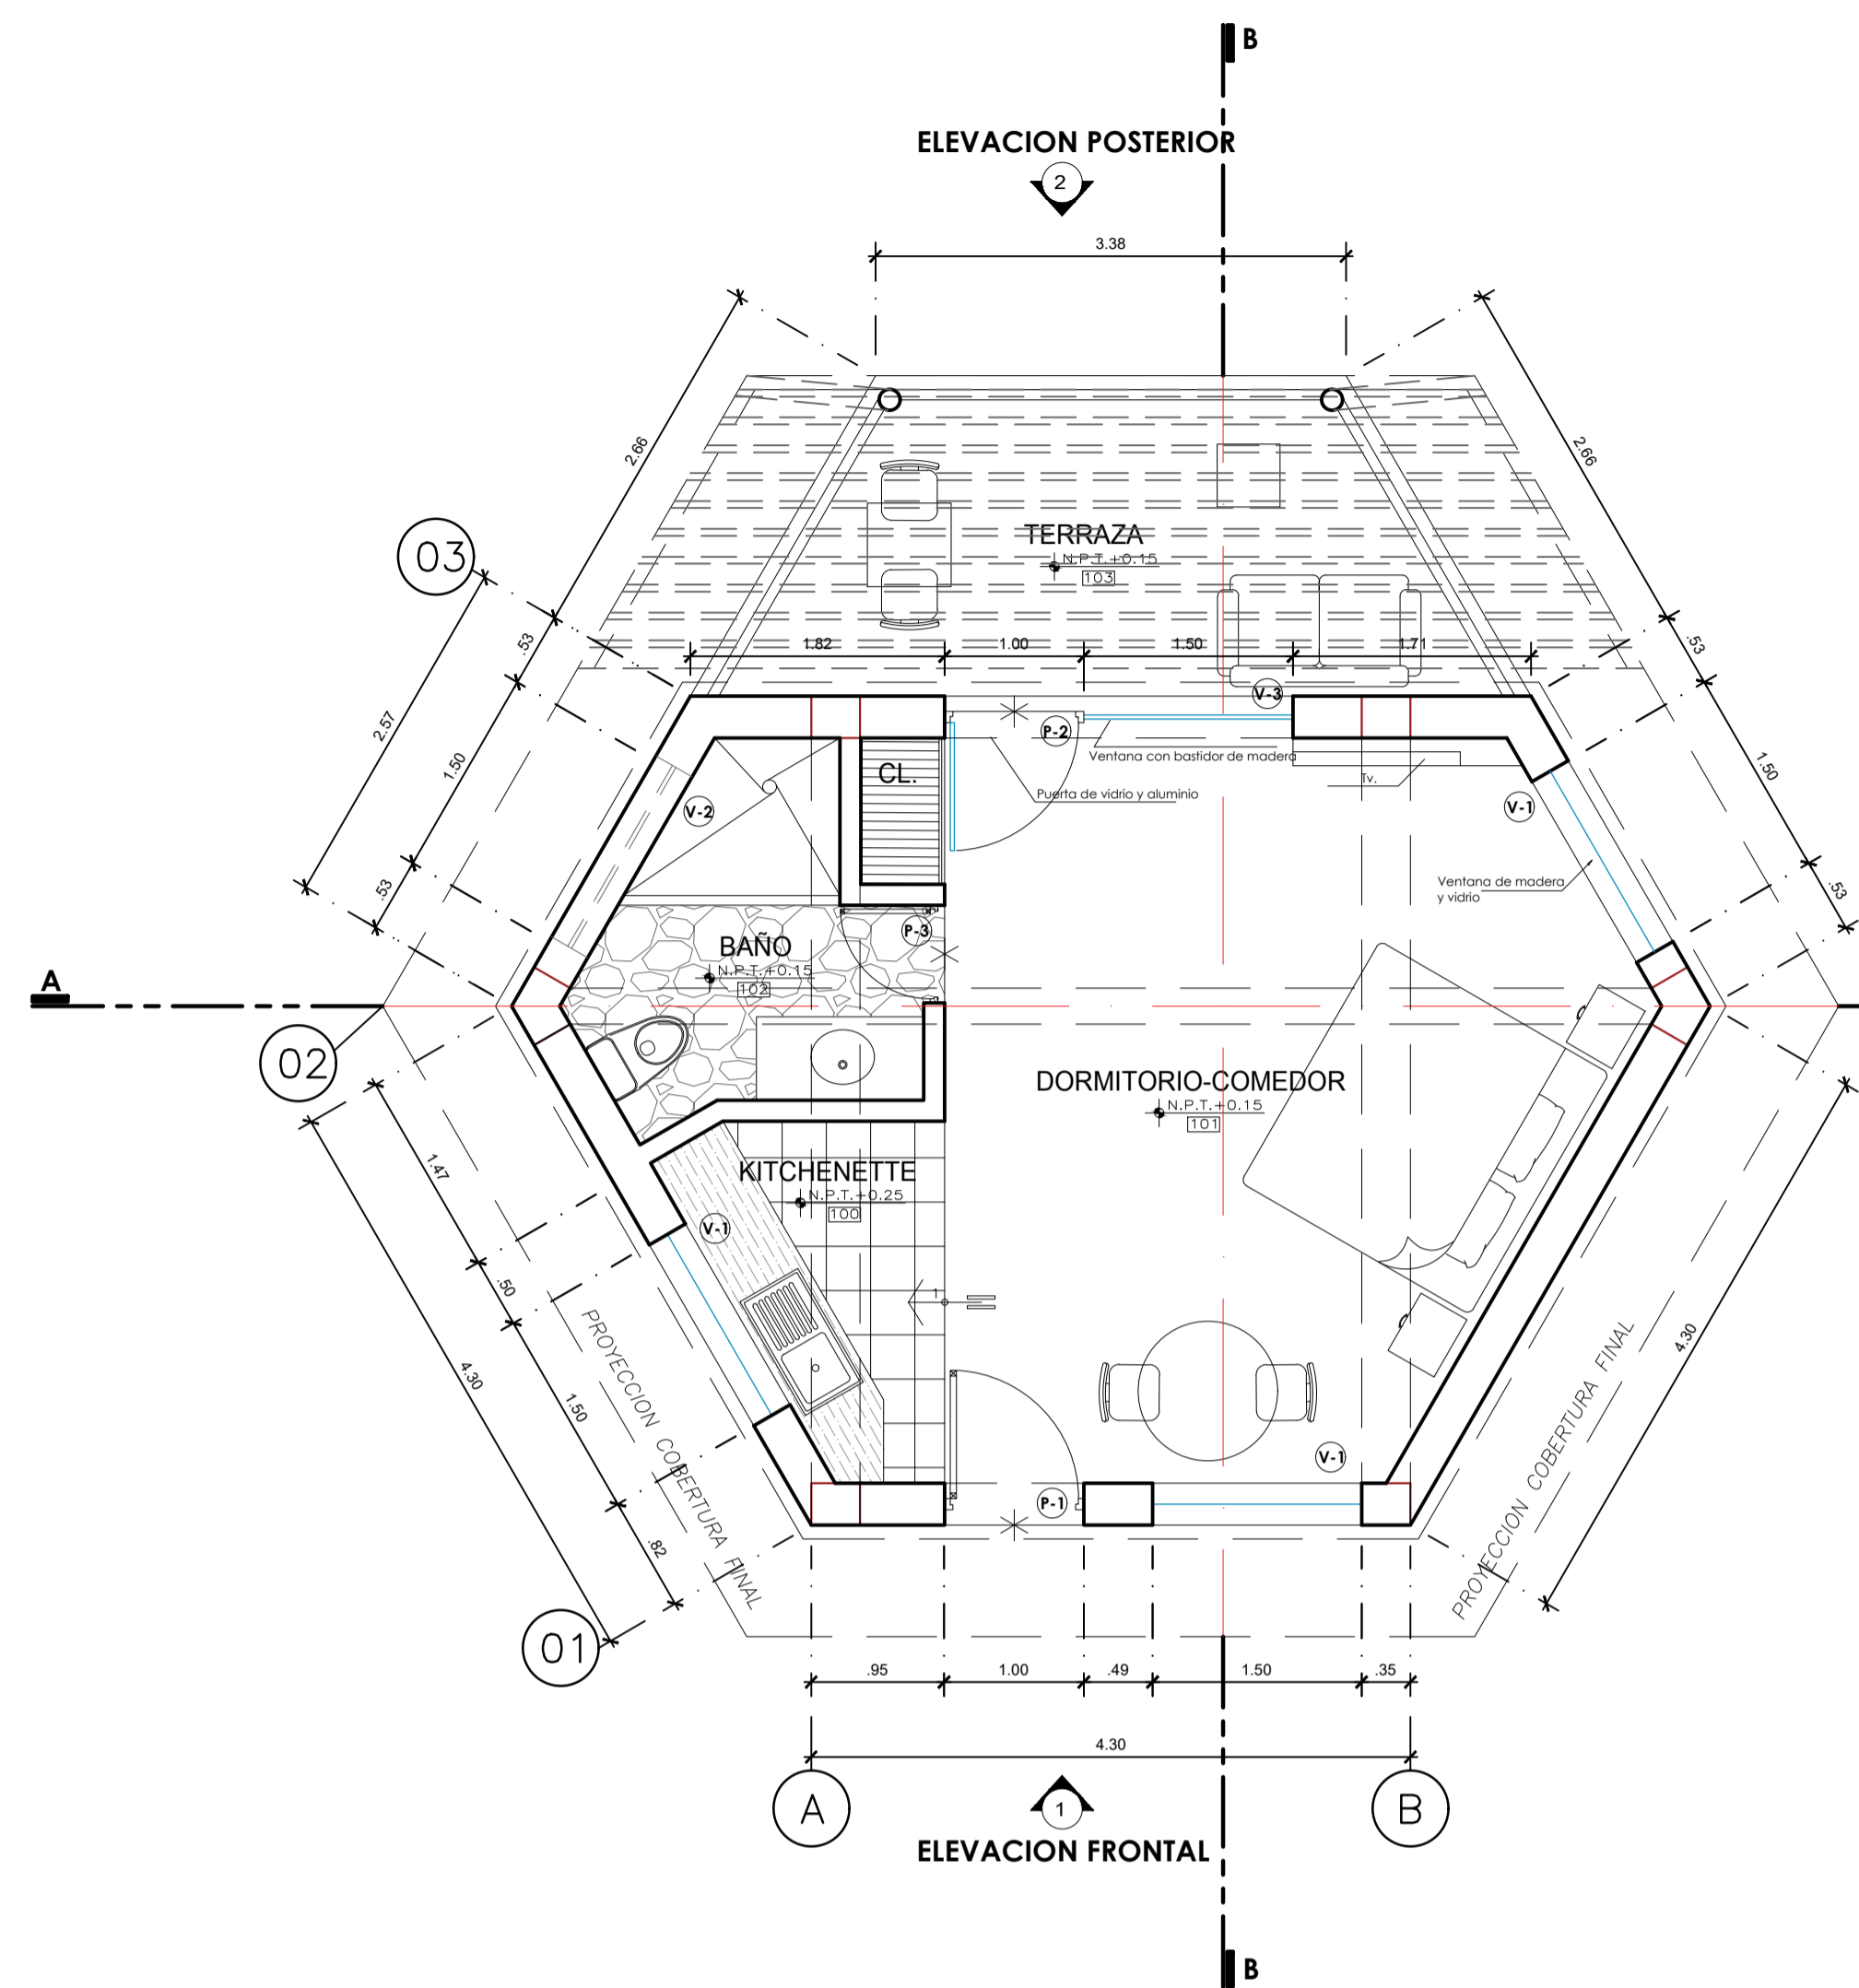 B
ELEVACION POSTERIOR
2
3.38
2.66
2.66
03
TERRAZA
N.P.T.+0.15
103
.53
.53
1.82
1.00
1.50
1.71
2.57
1.50
1.50
V-3
P-2
Ventana con bastidor de madera
CL.
Tv.
Puerta de vidrio y aluminio
V-2
V-1
Ventana de madera
y vidrio
.53
.53
P-3
BAÑO
N.P.T.+0.15
102
A
02
DORMITORIO-COMEDOR
N.P.T.+0.15
101
1.47
KITCHENETTE
N.P.T.+0.25
100
V-1
.50
1
PROYECCION COBERTURA FINAL
PROYECCION COBERTURA FINAL
4.30
4.30
1.50
V-1
P-1
.82
01
.95
1.00
.49
1.50
.35
4.30
A
B
1
ELEVACION FRONTAL
B